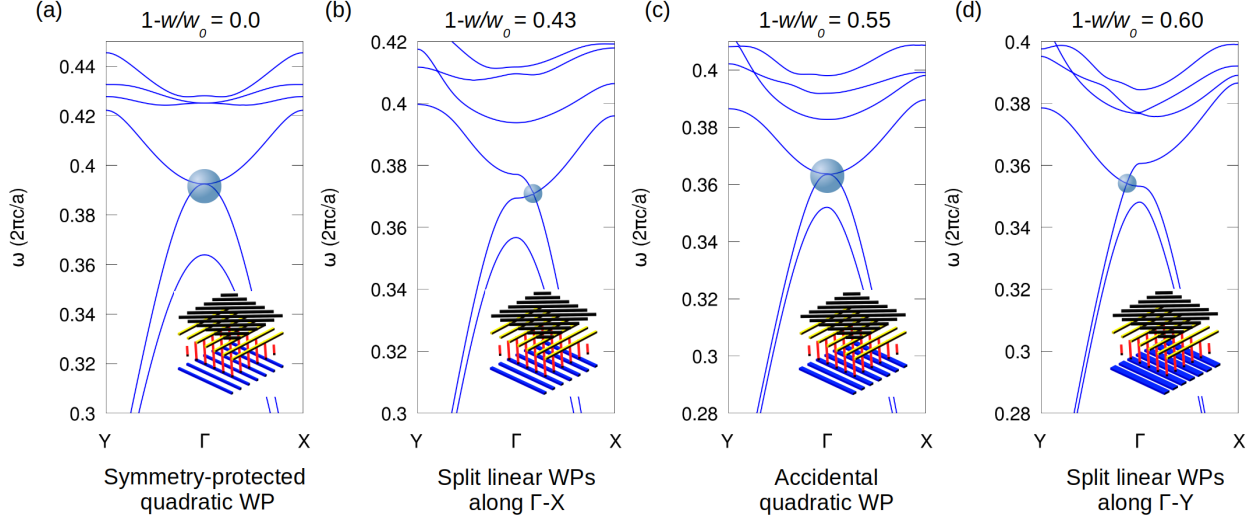 (a)
1-w/w₀ = 0.0
ω (2πc/a)
0.44
0.42
0.4
0.38
0.36
0.34
0.32
0.3
Y Γ X
Symmetry-protected
quadratic WP
(b)
1-w/w₀ = 0.43
ω (2πc/a)
0.42
0.4
0.38
0.36
0.34
0.32
0.3
Y Γ X
Split linear WPs
along Γ-X
(c)
1-w/w₀ = 0.55
ω (2πc/a)
0.4
0.38
0.36
0.34
0.32
0.3
0.28
Y Γ X
Accidental
quadratic WP
(d)
1-w/w₀ = 0.60
ω (2πc/a)
0.4
0.38
0.36
0.34
0.32
0.3
0.28
Y Γ X
Split linear WPs
along Γ-Y